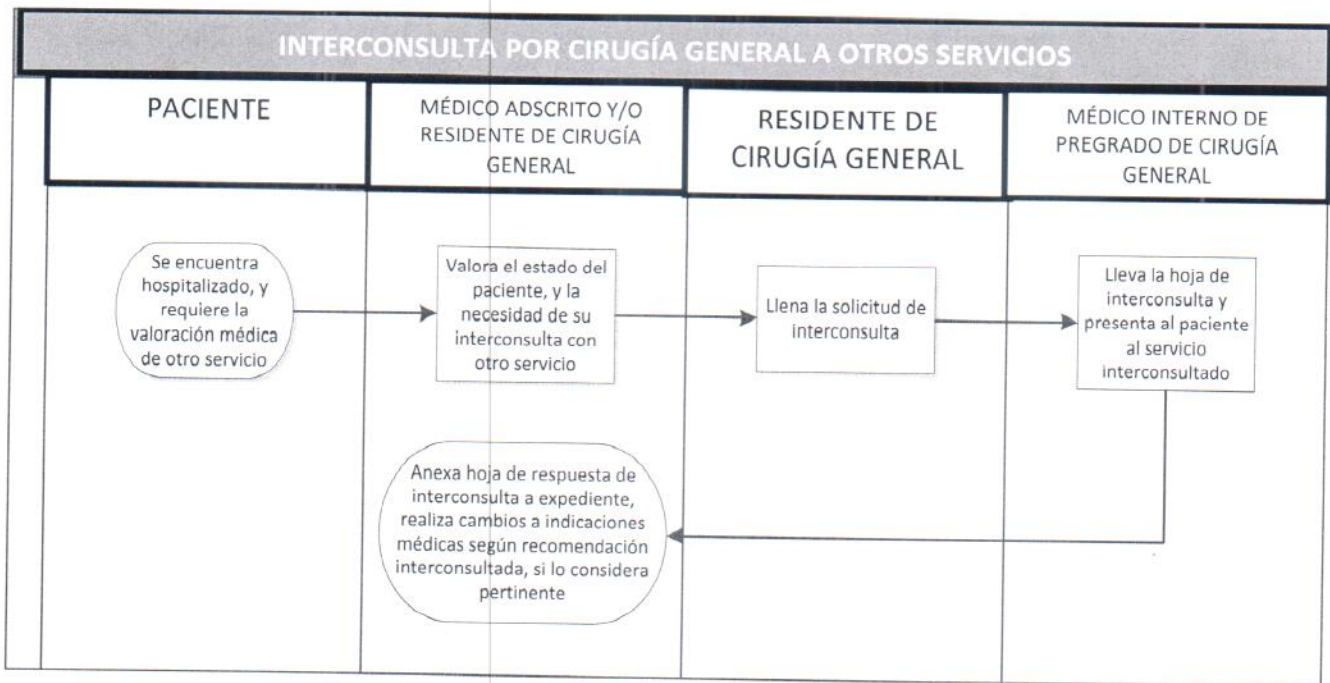 INTERCONSULTA POR CIRUGÍA GENERAL A OTROS SERVICIOS
PACIENTE
MÉDICO ADSCRITO Y/O
RESIDENTE DE CIRUGÍA
GENERAL
RESIDENTE DE
CIRUGÍA GENERAL
MÉDICO INTERNO DE
PREGRADO DE CIRUGÍA
GENERAL
Se encuentra
hospitalizado, y
requiere la
valoración médica
de otro servicio
Valora el estado del
paciente, y la
necesidad de su
interconsulta con
otro servicio
Llena la solicitud de
interconsulta
Lleva la hoja de
interconsulta y
presenta al paciente
al servicio
interconsultado
Anexa hoja de respuesta de
interconsulta a expediente,
realiza cambios a indicaciones
médicas según recomendación
interconsultada, si lo considera
pertinente